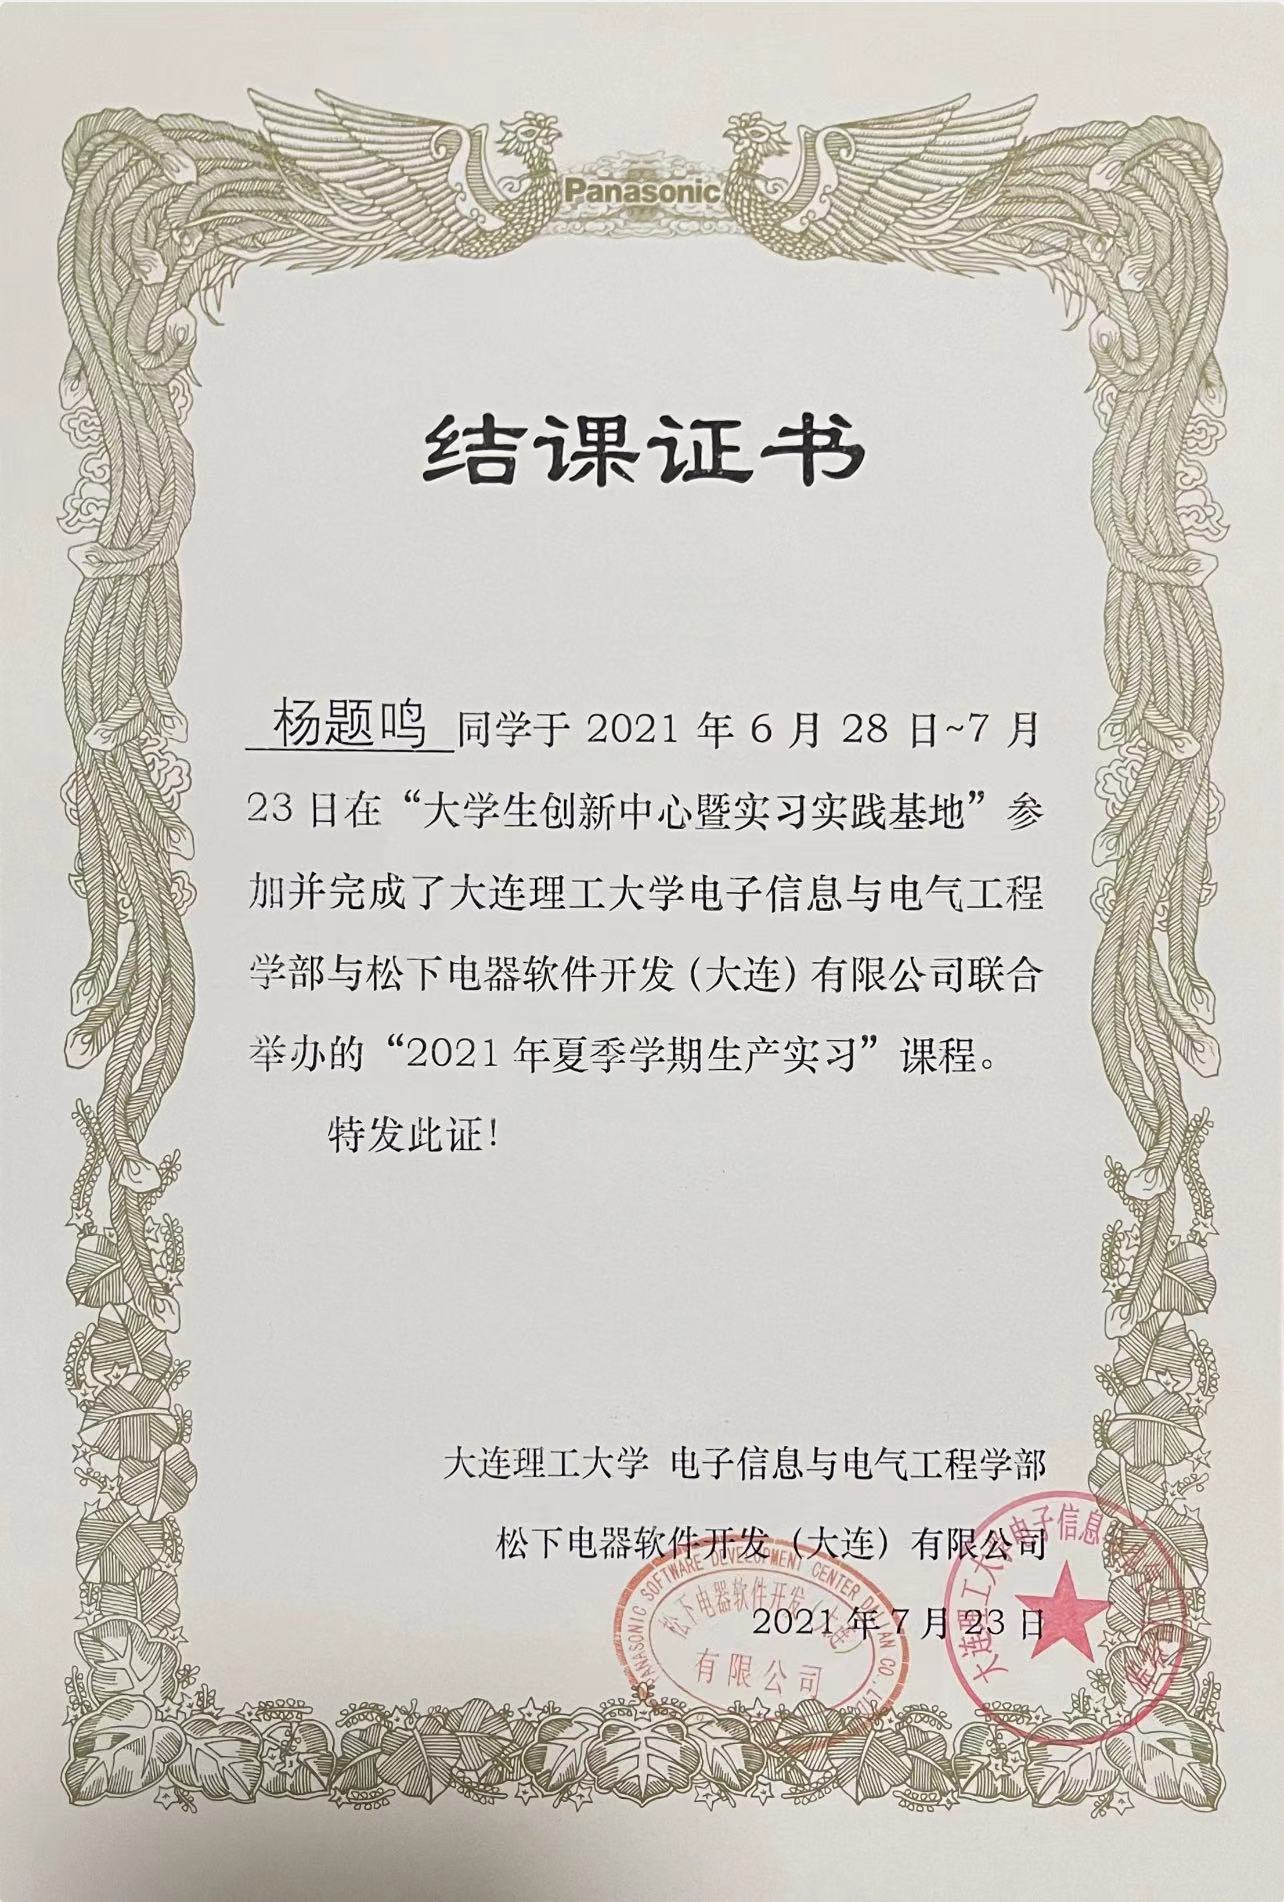 Panasonic
结课证书
杨题鸣 同学于 2021 年 6 月 28 日~7 月
23 日在“大学生创新中心暨实习实践基地”参
加并完成了大连理工大学电子信息与电气工程
学部与松下电器软件开发(大连)有限公司联合
举办的“2021 年夏季学期生产实习”课程。
特发此证!
大连理工大学 电子信息与电气工程学部
松下电器软件开发（大连）有限公司
2021 年 7 月 23 日
PANASONIC SOFTWARE DEVELOPMENT CENTER DALIAN CO.
松下电器软件开发(大连)
有限公司
大连理工大学电子信息